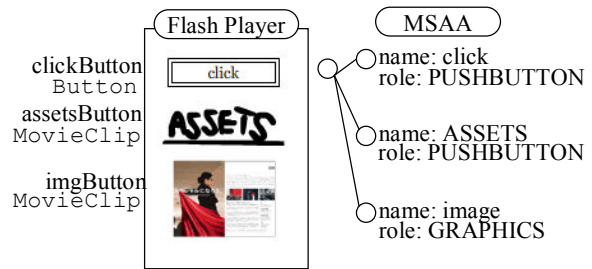 Flash Player
MSAA
clickButton
Button
click
name: click
role: PUSHBUTTON
assetsButton
MovieClip
ASSETS
name: ASSETS
role: PUSHBUTTON
imgButton
MovieClip
name: image
role: GRAPHICS